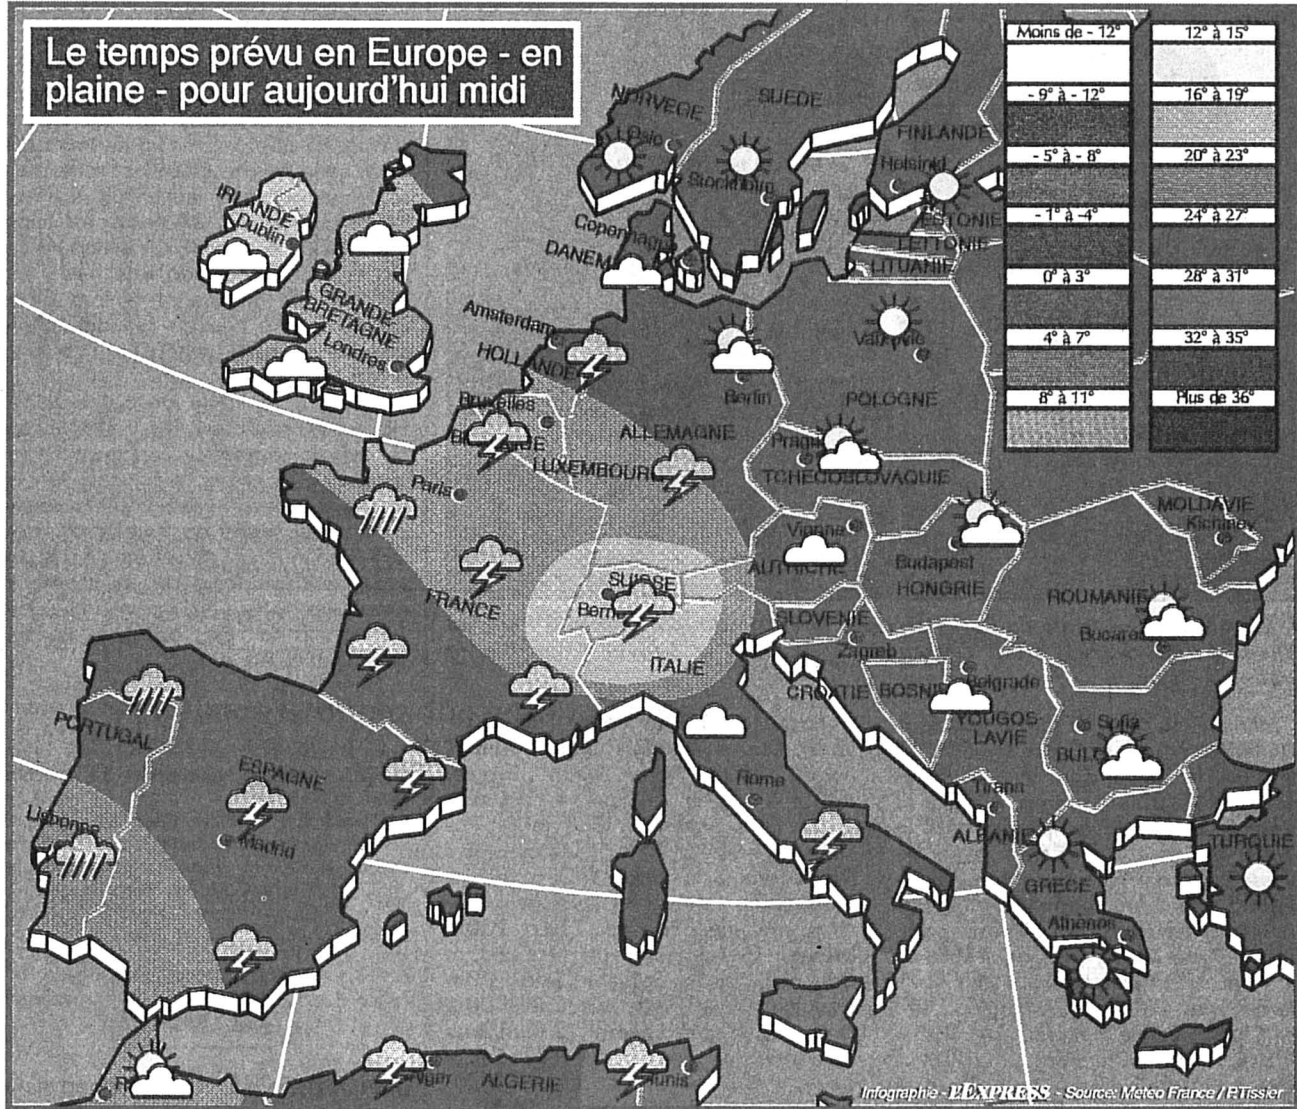 Le temps prévu en Europe - en
plaine - pour aujourd'hui midi
Moins de - 12°
12° à 15°
- 9° à - 12°
16° à 19°
- 5° à - 8°
20° à 23°
- 1° à -4°
24° à 27°
0° à 3°
28° à 31°
4° à 7°
32° à 35°
8° à 11°
Plus de 36°
NORVEGE
SUEDE
FINLANDE
Oslo
Helsinki
Stockholm
ESTONIE
LETTONIE
LITUANIE
IRLANDE
Dublin
Copenhague
DANEM
GRANDE-
BRETAGNE
Londres
Amsterdam
HOLLANDE
Berlin
POLOGNE
Bruxelles
ALLEMAGNE
LUXEMBOURG
Prag
TCHECOSLOVAQUIE
Paris
MOLDAVIE
Kichinev
Vienne
AUTRICHE
Budapest
HONGRIE
SUISSE
Berne
FRANCE
ROUMANIE
Bucarest
SLOVENIE
Zagreb
ITALIE
CROATIE
BOSNIE
Belgrade
YOUGOS-
LAVIE
Sofia
BULG
PORTUGAL
ESPAGNE
Rome
Tirana
ALBANIE
Lisbonne
Madrid
TURQUIE
GRECE
Athènes
Alger
ALGERIE
Tunis
Infographie - L'EXPRESS - Source: Meteo France / P.Tissier